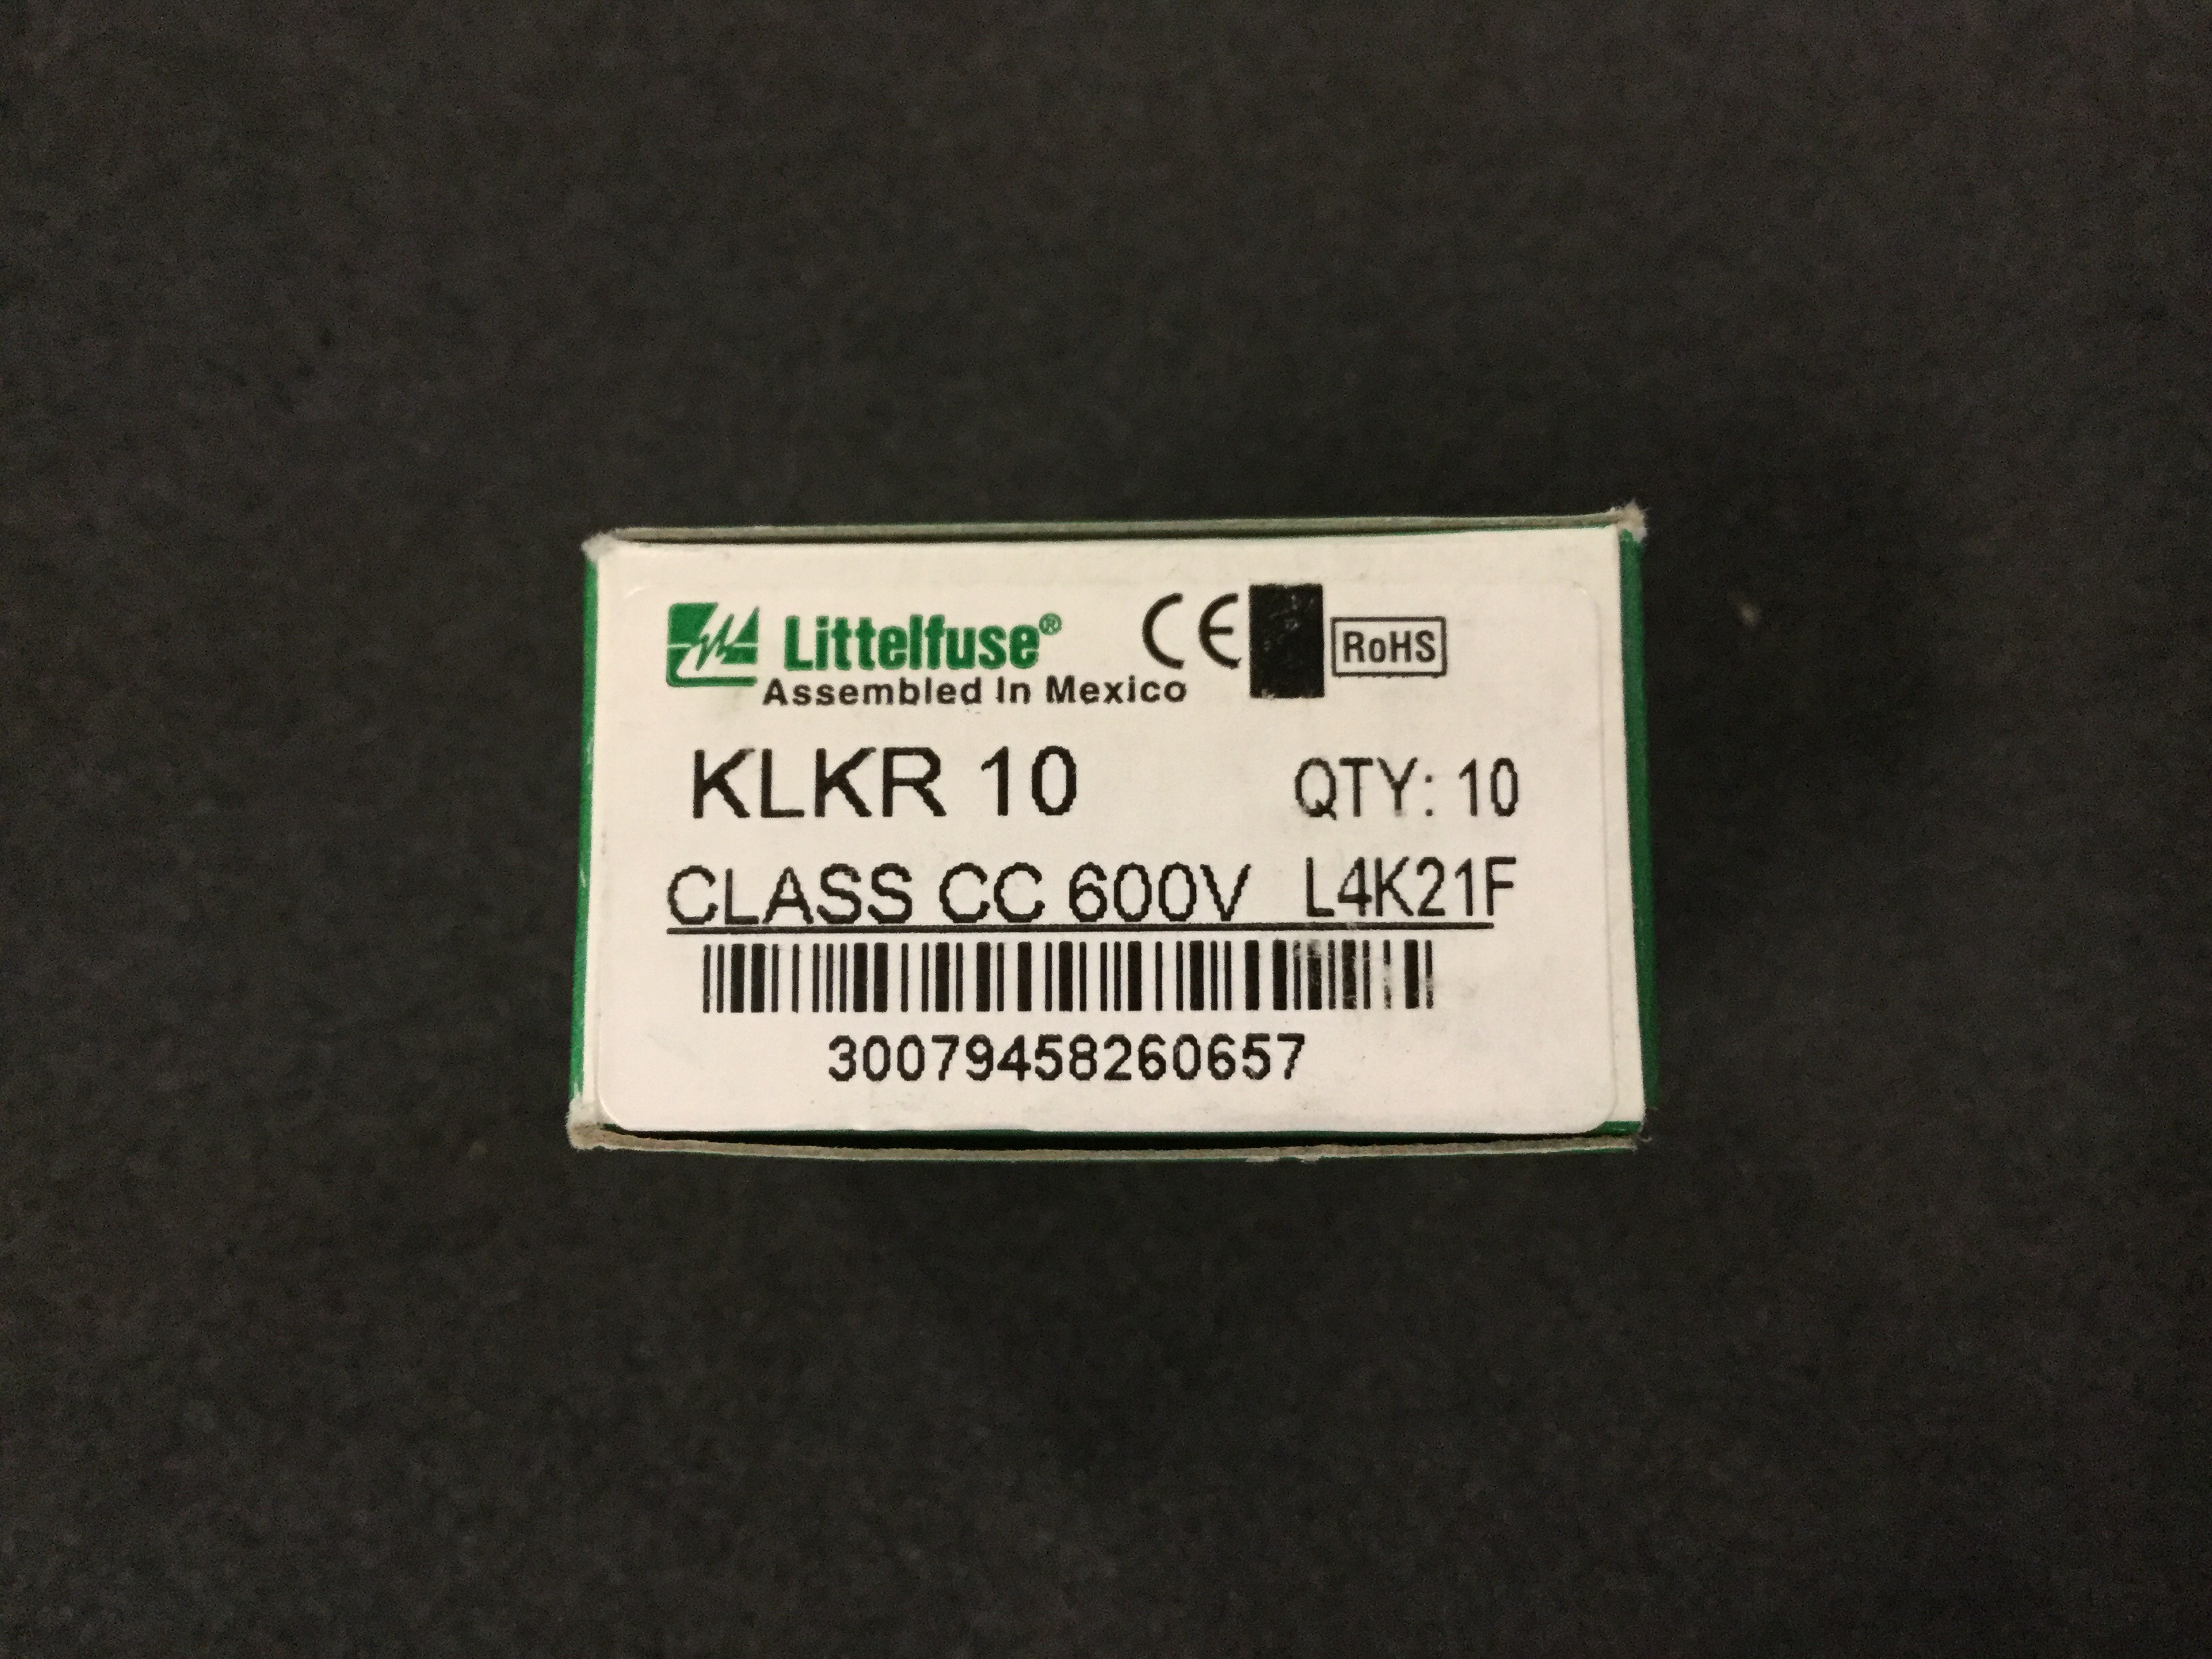 Littelfuse® CE RoHS
Assembled In Mexico
KLKR 10 QTY: 10
CLASS CC 600V L4K21F
30079458260657